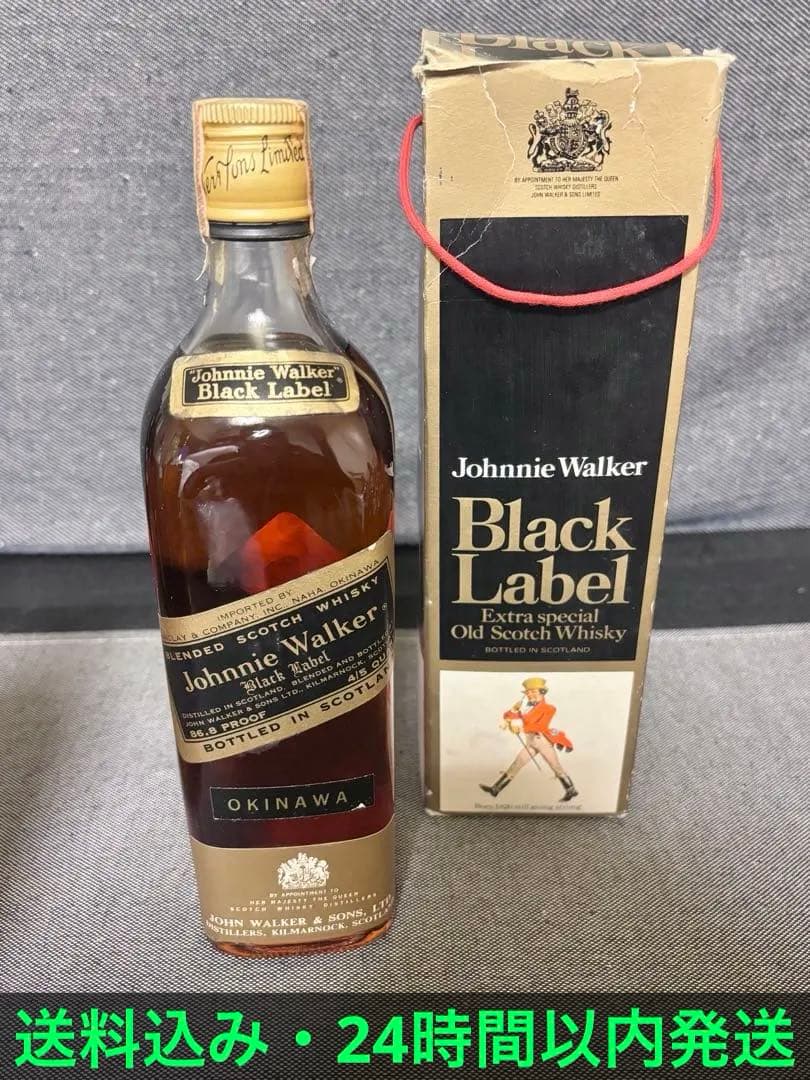 ker & Sons Limited
"Johnnie Walker"
Black Label
IMPORTED BY
CLAY & COMPANY, INC., NAHA, OKINAWA
BLENDED SCOTCH WHISKY
Johnnie Walker®
Black Label
DISTILLED IN SCOTLAND, BLENDED AND BOTTLED
JOHN WALKER & SONS LTD., KILMARNOCK, SCOT
86.8 PROOF 4/5 QU
BOTTLED IN SCOTLAN
OKINAWA
BY APPOINTMENT TO
HER MAJESTY THE QUEEN
SCOTCH WHISKY DISTILLERS
JOHN WALKER & SONS, LTD
DISTILLERS, KILMARNOCK, SCOTLA
Black L
BY APPOINTMENT TO HER MAJESTY THE QUEEN
SCOTCH WHISKY DISTILLERS
JOHN WALKER & SONS LIMITED
Johnnie Walker
Black
Label
Extra special
Old Scotch Whisky
BOTTLED IN SCOTLAND
Born 1820 still going strong
送料込み・24時間以内発送